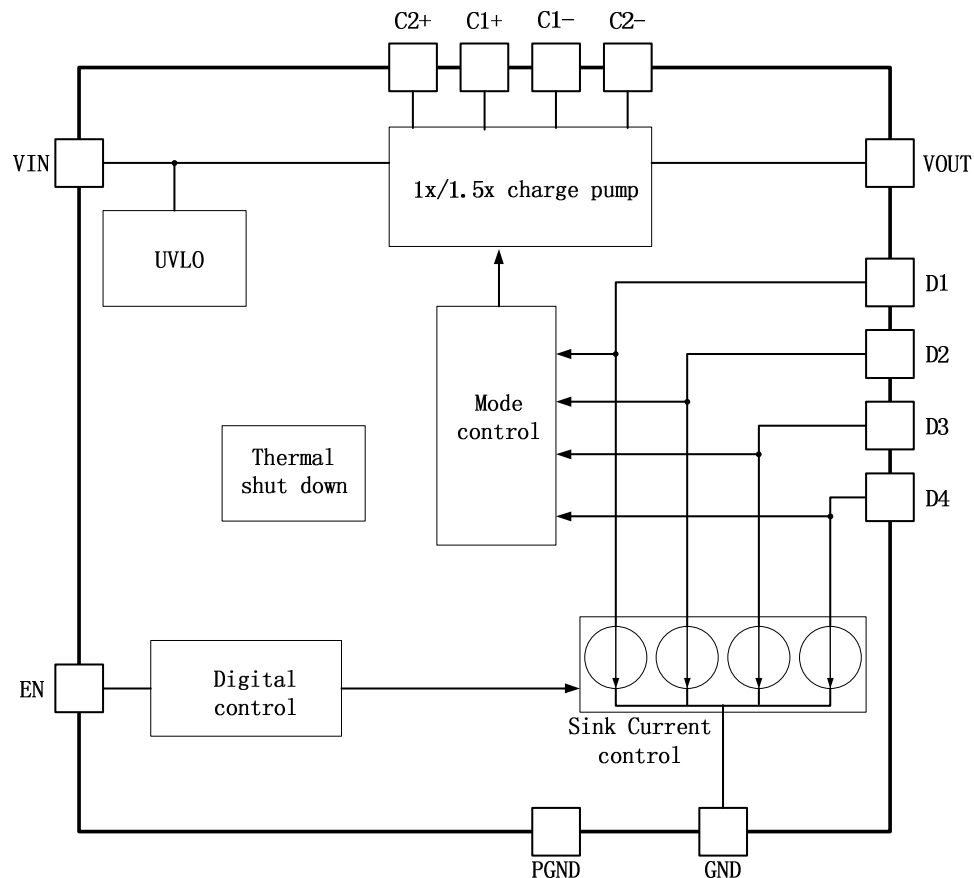 C2+ C1+ C1- C2-
VIN
VOUT
1x/1.5x charge pump
UVLO
D1
D2
Mode
control
D3
Thermal
shut down
D4
EN
Digital
control
Sink Current
control
PGND
GND